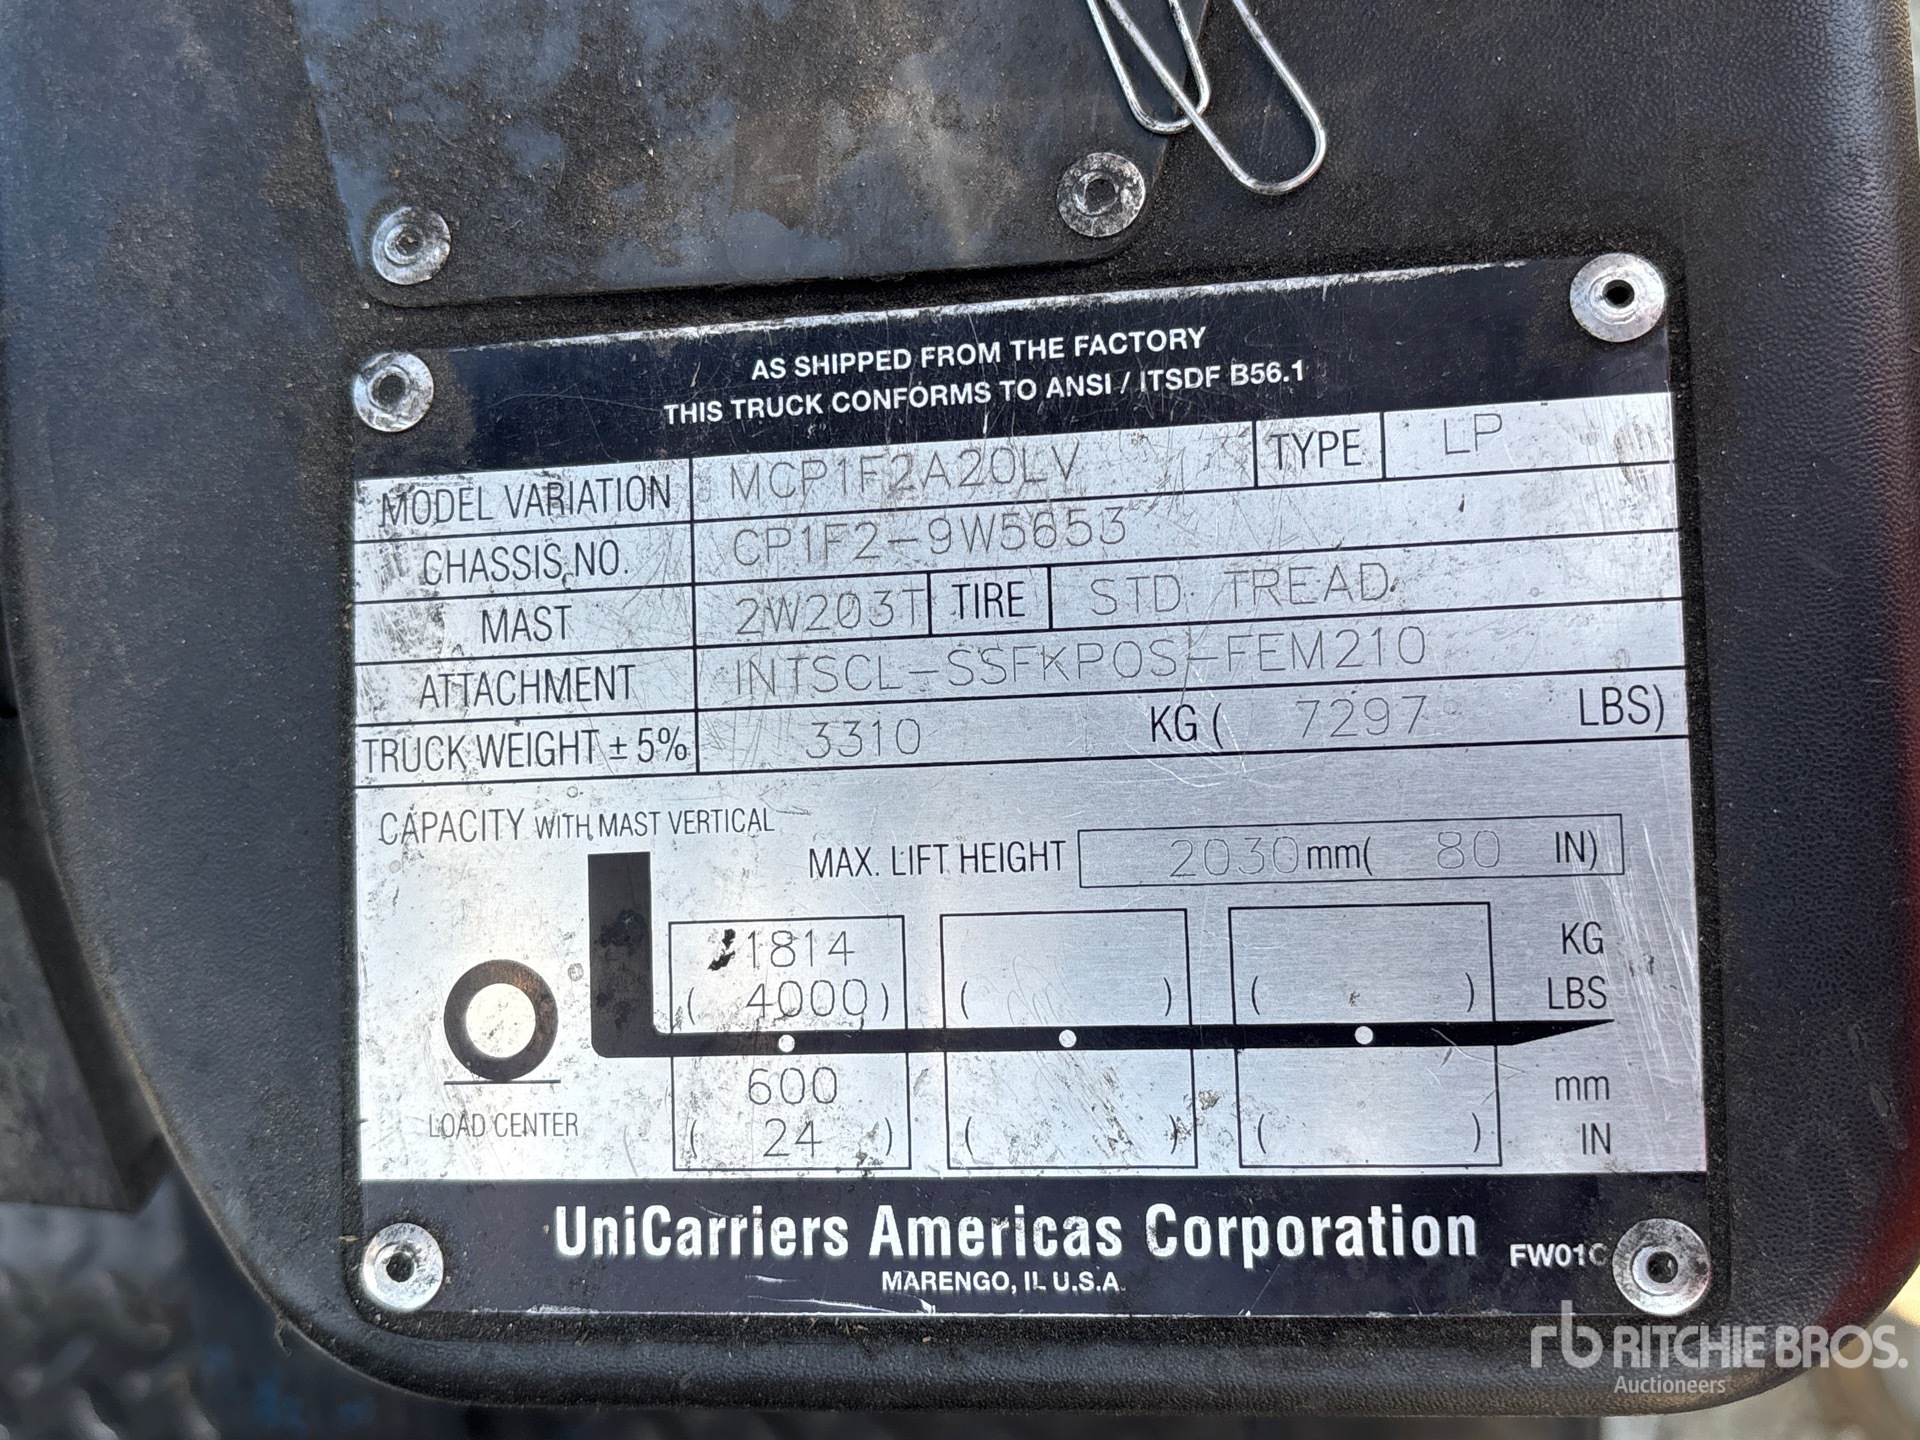 AS SHIPPED FROM THE FACTORY
THIS TRUCK CONFORMS TO ANSI / ITSDF B56.1
MODEL VARIATION MCP1F2A20LV TYPE LP
CHASSIS NO. CP1F2-9W5653
MAST 2W203T TIRE STD TREAD
ATTACHMENT INTSCL-SSFKPOS-FEM210
TRUCK WEIGHT ± 5% 3310 KG ( 7297 LBS)
CAPACITY WITH MAST VERTICAL
MAX. LIFT HEIGHT 2030 mm( 80 IN)
1814 KG
( 4000 ) ( ) ( ) LBS
600 mm
LOAD CENTER ( 24 ) ( ) ( ) IN
UniCarriers Americas Corporation FW01C
MARENGO, IL U.S.A.
rb RITCHIE BROS.
Auctioneers